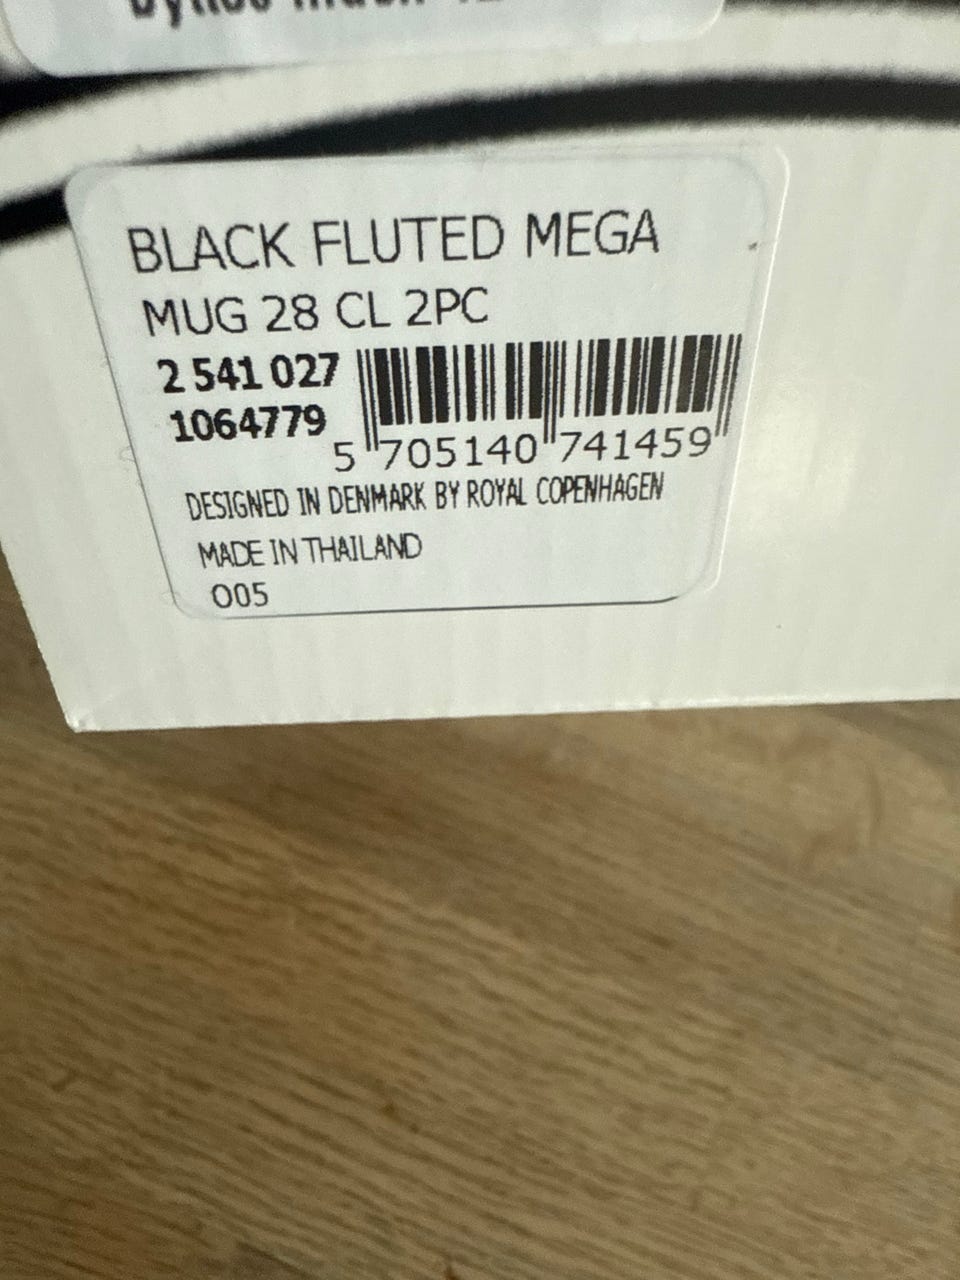 BLACK FLUTED MEGA
MUG 28 CL 2PC
2 541 027
1064779
5 705140 741459
DESIGNED IN DENMARK BY ROYAL COPENHAGEN
MADE IN THAILAND
005